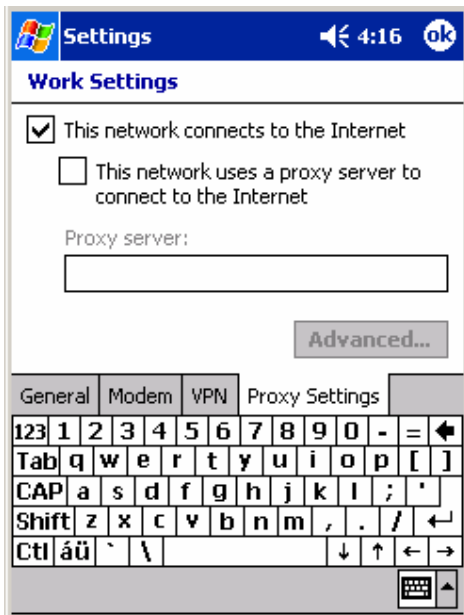 Settings 4:16 ok
Work Settings
This network connects to the Internet
This network uses a proxy server to
connect to the Internet
Proxy server:
Advanced...
General Modem VPN Proxy Settings
123 1 2 3 4 5 6 7 8 9 0 - =
Tab q w e r t y u i o p [ ]
CAP a s d f g h j k l ; '
Shift z x c v b n m , . /
Ctl áü ` \ ↓ ↑ ← →